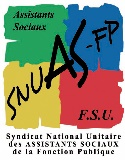 Assistants
Sociaux
SNUAS-FP
F.S.U.
Syndicat National Unitaire
des ASSISTANTS SOCIAUX
de la Fonction Publique